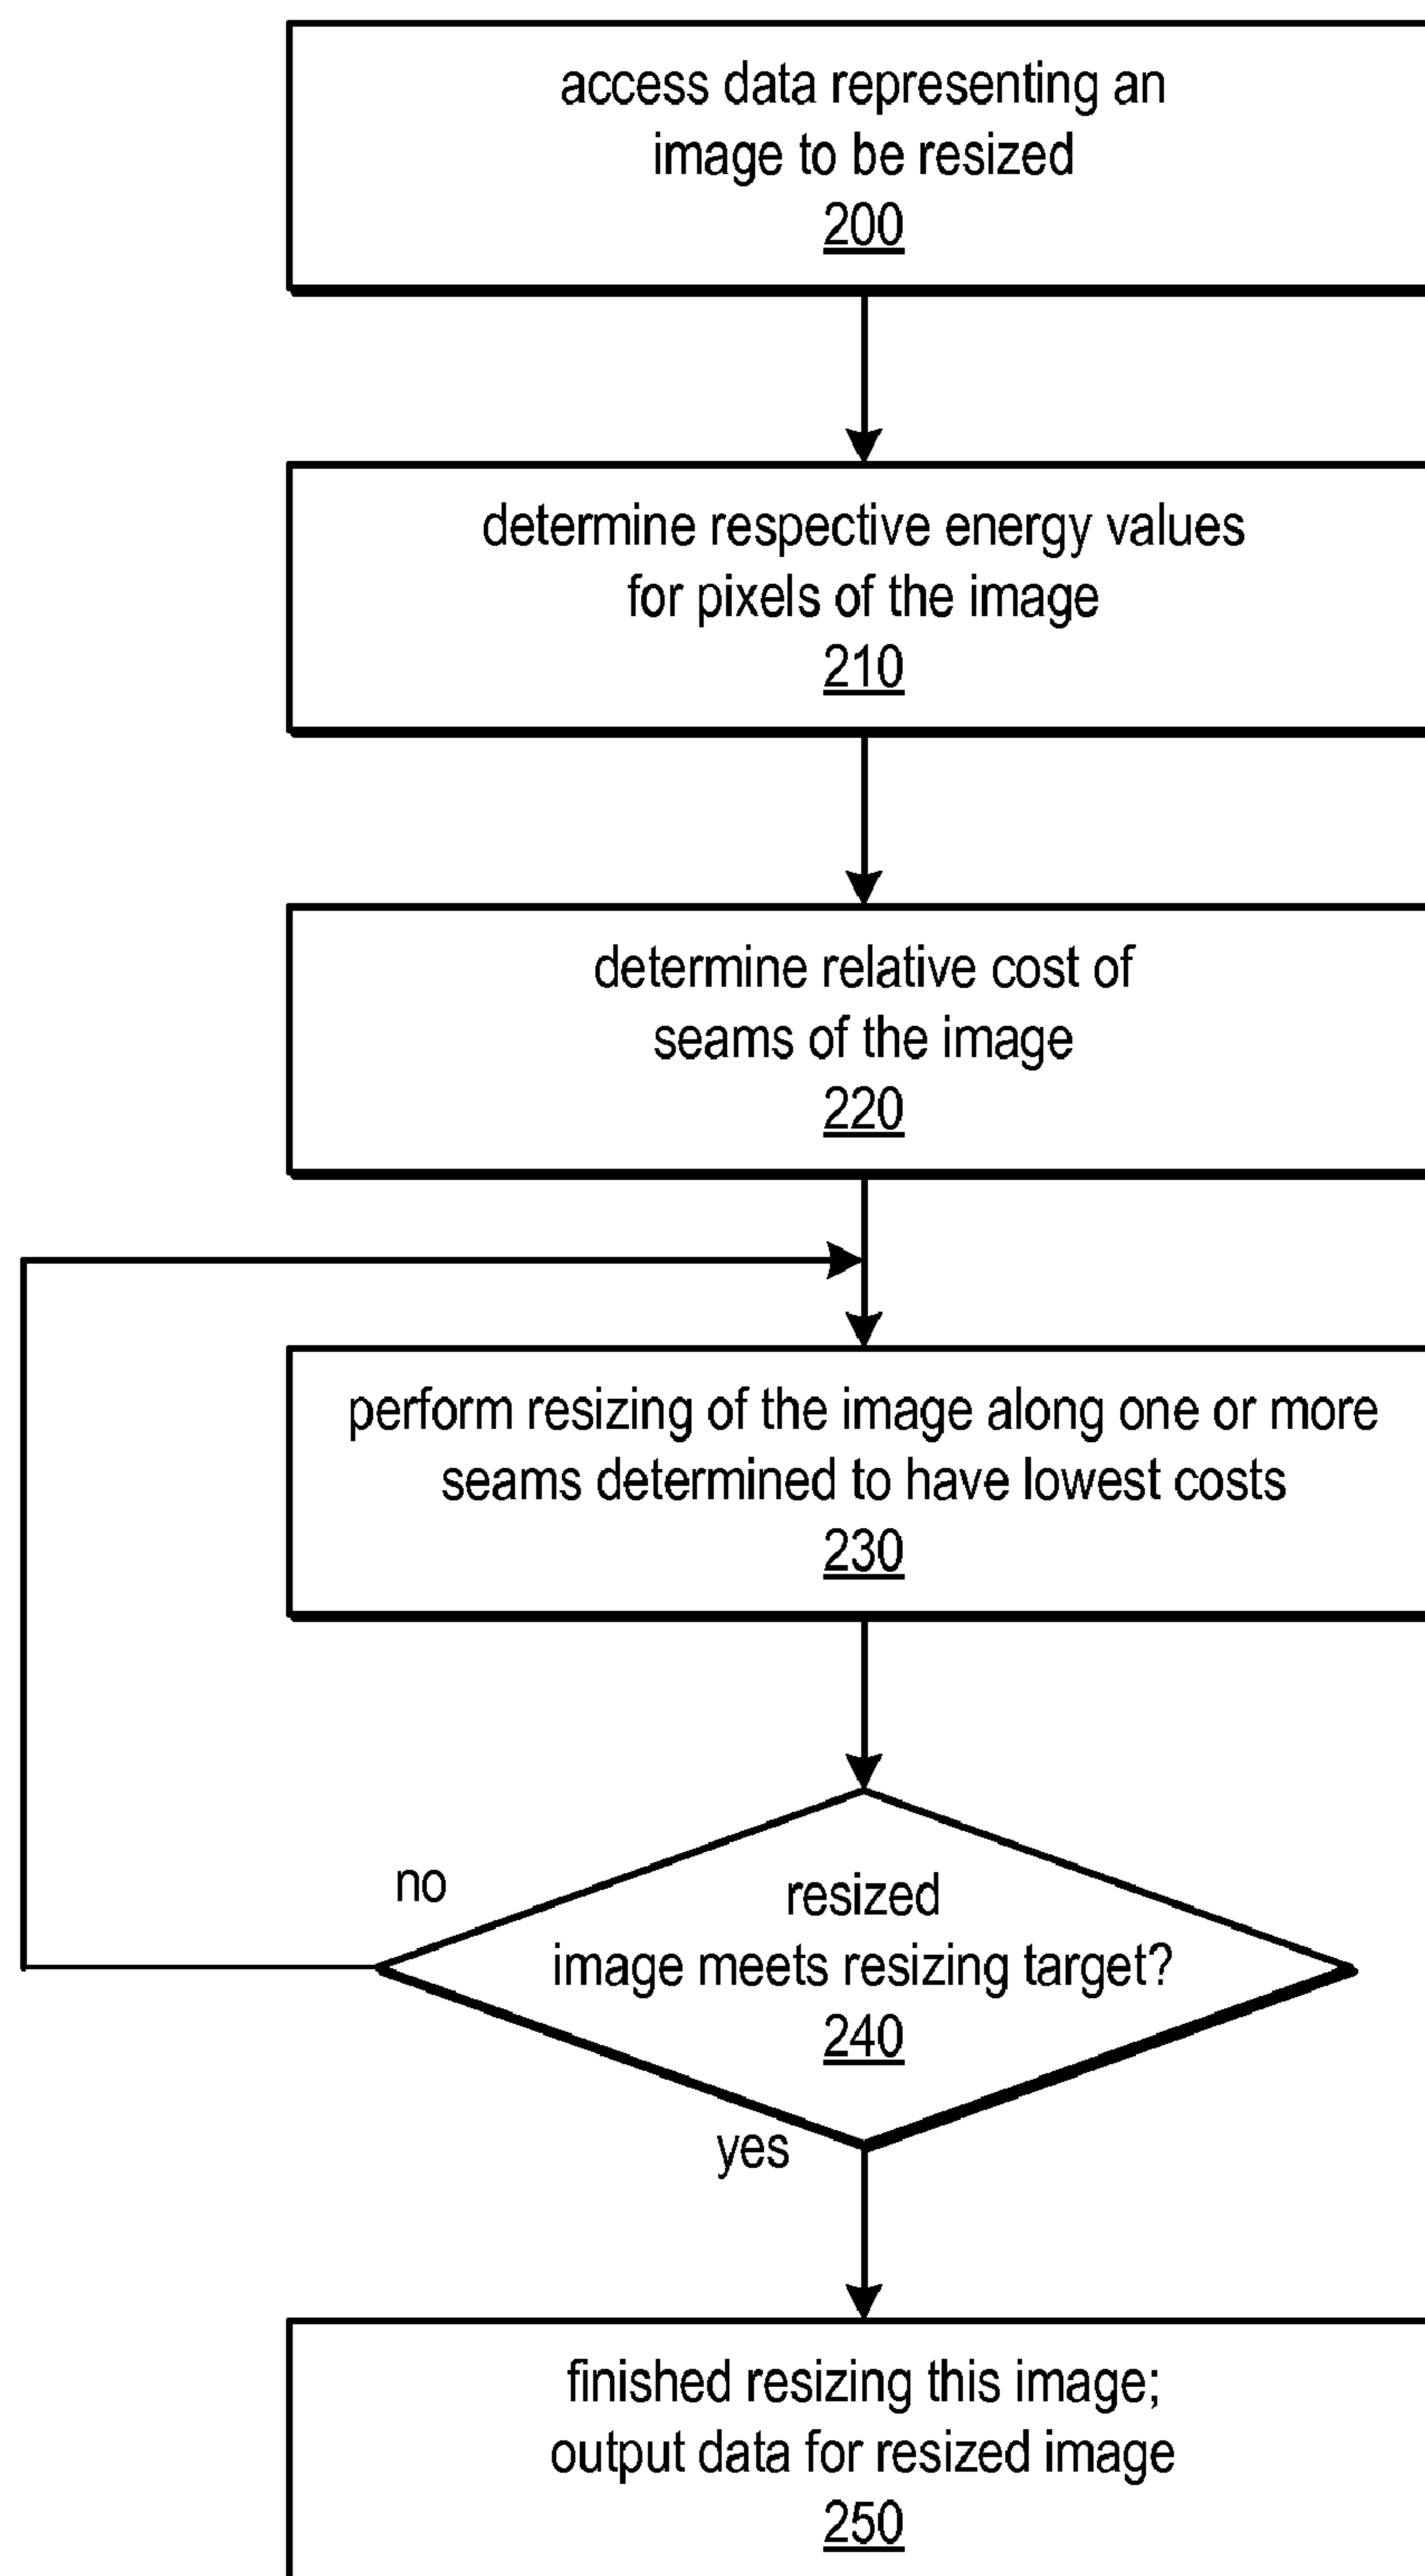 access data representing an
image to be resized
200
determine respective energy values
for pixels of the image
210
determine relative cost of
seams of the image
220
perform resizing of the image along one or more
seams determined to have lowest costs
230
no
resized
image meets resizing target?
240
yes
finished resizing this image;
output data for resized image
250